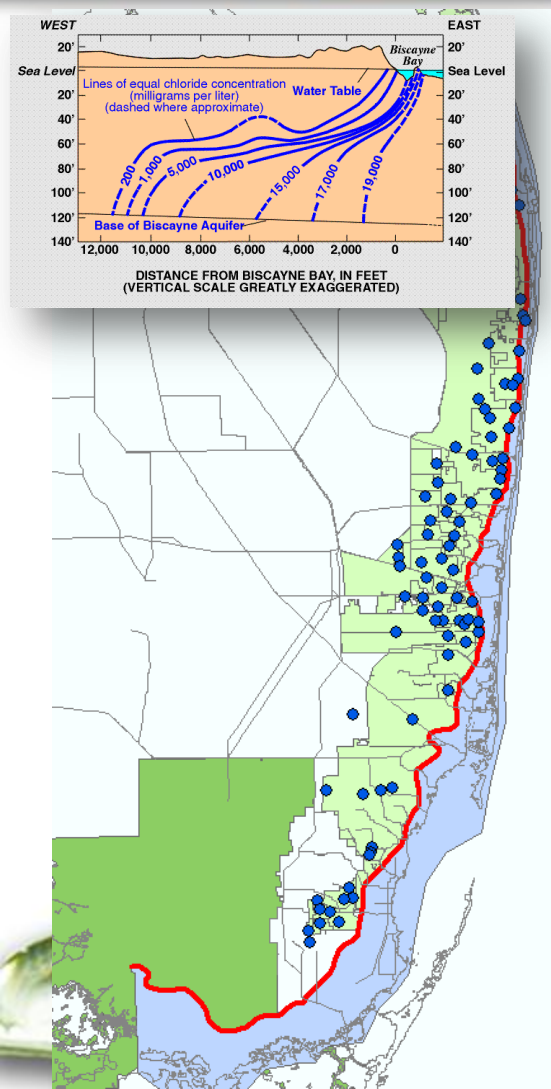 WEST
EAST
20'
Biscayne
Bay
20'
Sea Level
Sea Level
Lines of equal chloride concentration
(milligrams per liter)
(dashed where approximate)
Water Table
20'
20'
40'
40'
60'
60'
80'
80'
100'
100'
120'
120'
140'
140'
200
1,000
5,000
10,000
15,000
17,000
19,000
Base of Biscayne Aquifer
12,000
10,000
8,000
6,000
4,000
2,000
0
DISTANCE FROM BISCAYNE BAY, IN FEET
(VERTICAL SCALE GREATLY EXAGGERATED)